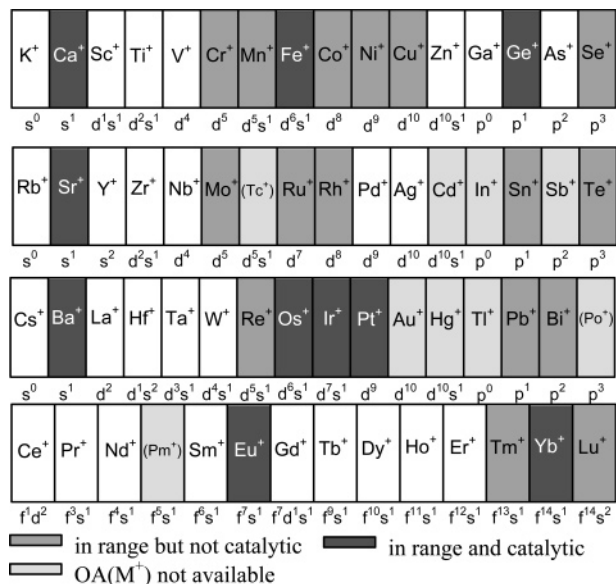 K⁺ Ca⁺ Sc⁺ Ti⁺ V⁺ Cr⁺ Mn⁺ Fe⁺ Co⁺ Ni⁺ Cu⁺ Zn⁺ Ga⁺ Ge⁺ As⁺ Se⁺
s⁰ s¹ d¹s¹ d²s¹ d⁴ d⁵ d⁵s¹ d⁶s¹ d⁸ d⁹ d¹⁰ d¹⁰s¹ p⁰ p¹ p² p³
Rb⁺ Sr⁺ Y⁺ Zr⁺ Nb⁺ Mo⁺ (Tc⁺) Ru⁺ Rh⁺ Pd⁺ Ag⁺ Cd⁺ In⁺ Sn⁺ Sb⁺ Te⁺
s⁰ s¹ s² d²s¹ d⁴ d⁵ d⁵s¹ d⁷ d⁸ d⁹ d¹⁰ d¹⁰s¹ p⁰ p¹ p² p³
Cs⁺ Ba⁺ La⁺ Hf⁺ Ta⁺ W⁺ Re⁺ Os⁺ Ir⁺ Pt⁺ Au⁺ Hg⁺ Tl⁺ Pb⁺ Bi⁺ (Po⁺)
s⁰ s¹ d² d¹s² d³s¹ d⁴s¹ d⁵s¹ d⁶s¹ d⁷s¹ d⁹ d¹⁰ d¹⁰s¹ p⁰ p¹ p² p³
Ce⁺ Pr⁺ Nd⁺ (Pm⁺) Sm⁺ Eu⁺ Gd⁺ Tb⁺ Dy⁺ Ho⁺ Er⁺ Tm⁺ Yb⁺ Lu⁺
f¹d² f³s¹ f⁴s¹ f⁵s¹ f⁶s¹ f⁷s¹ f⁷d¹s¹ f⁹s¹ f¹⁰s¹ f¹¹s¹ f¹²s¹ f¹³s¹ f¹⁴s¹ f¹⁴s²
in range but not catalytic in range and catalytic
OA(M⁺) not available